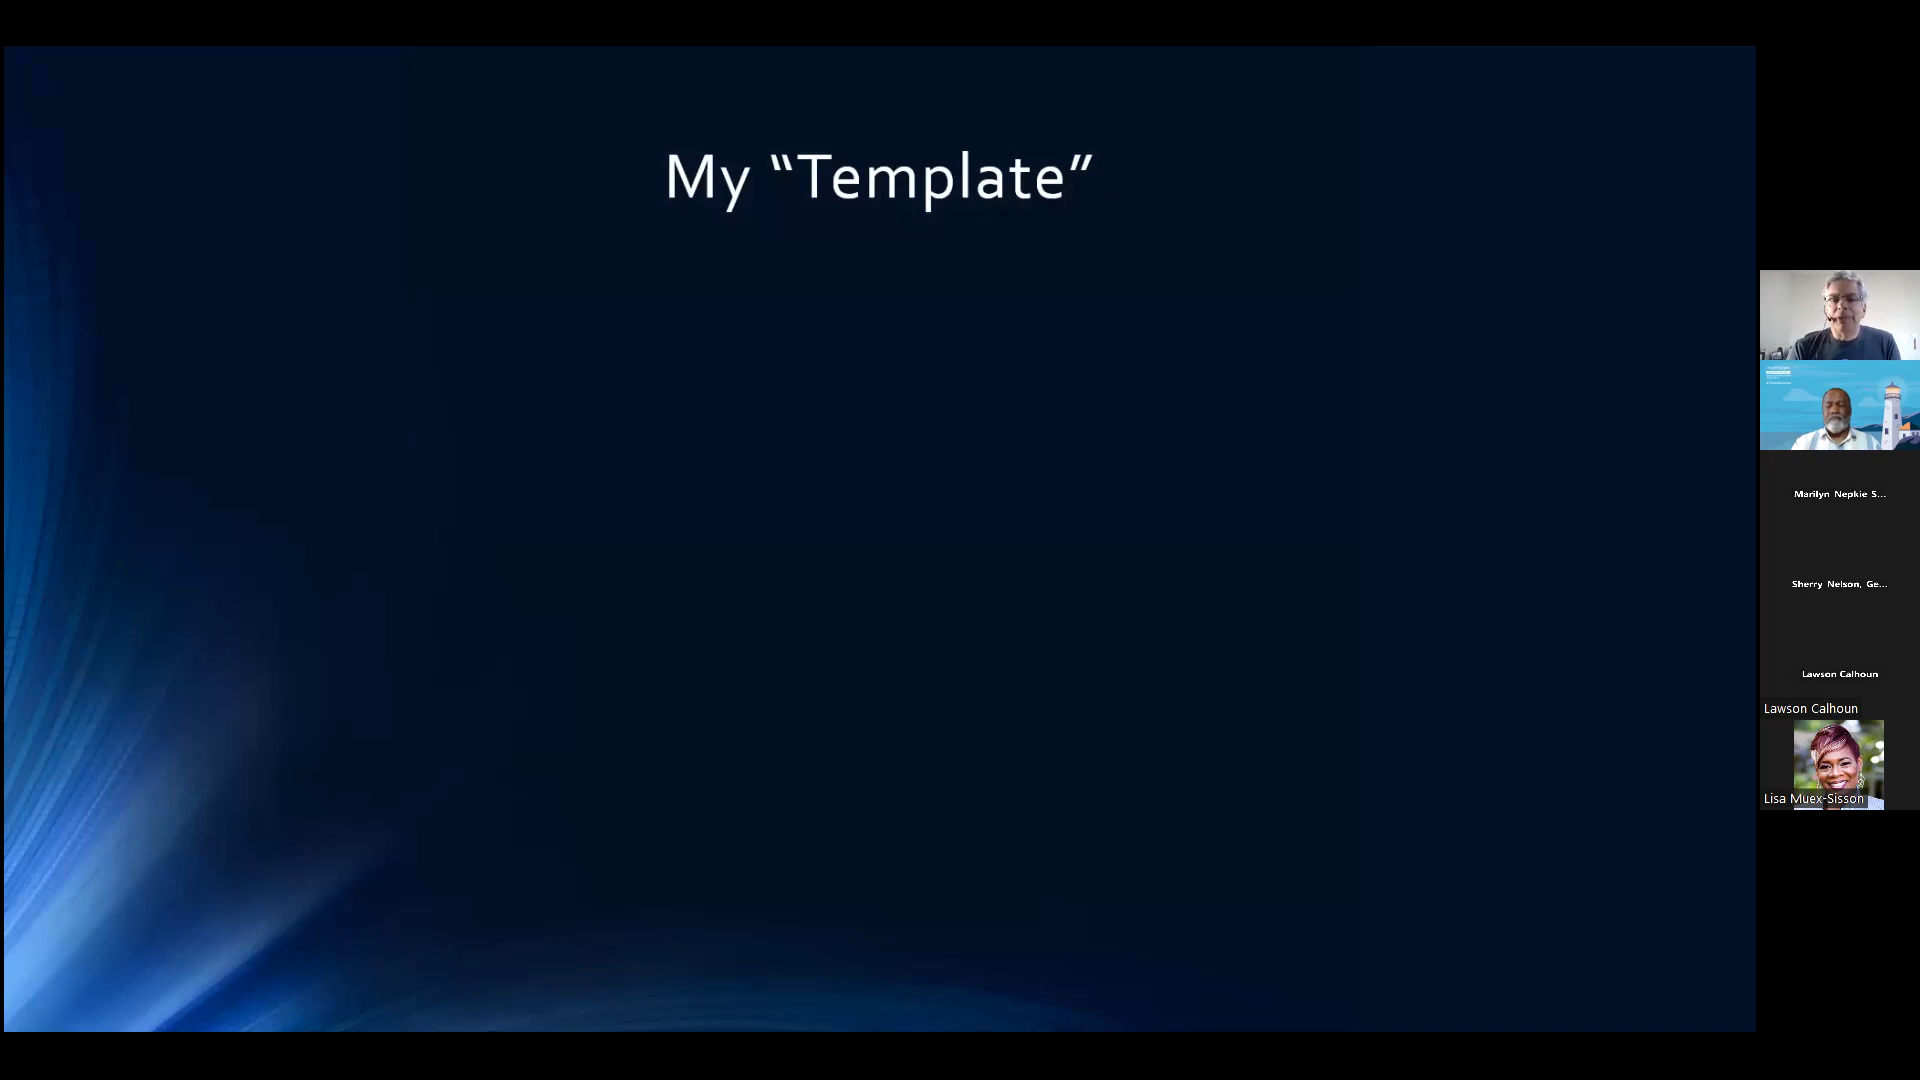 My “Template”
Marilyn Nepkie S...
Sherry Nelson, Ge...
Lawson Calhoun
Lawson Calhoun
Lisa Muex-Sisson